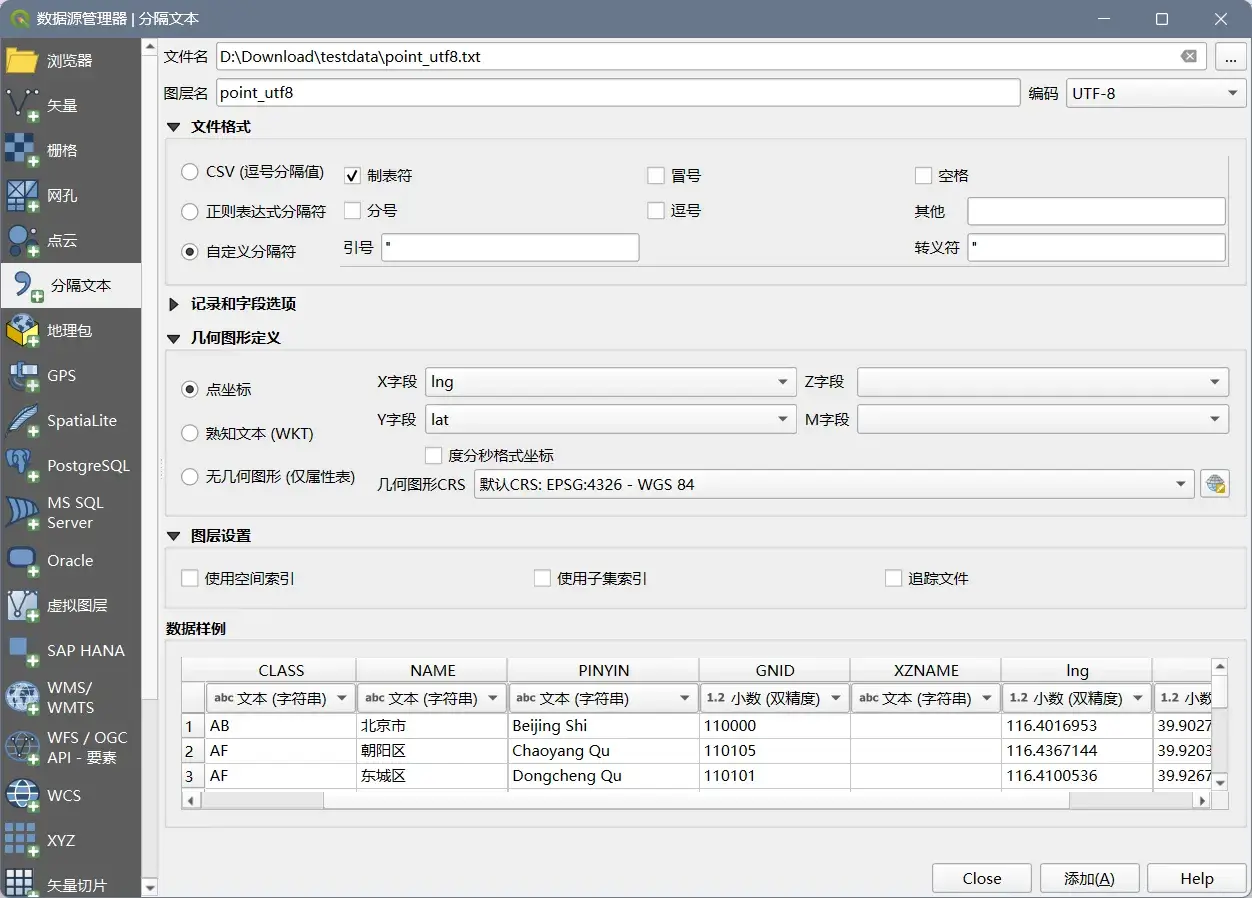 数据源管理器 | 分隔文本
浏览器
矢量
栅格
网孔
点云
分隔文本
地理包
GPS
SpatiaLite
PostgreSQL
MS SQL
Server
Oracle
虚拟图层
SAP HANA
WMS/
WMTS
WFS / OGC
API - 要素
WCS
XYZ
矢量切片
文件名 D:\Download\testdata\point_utf8.txt ...
图层名 point_utf8 编码 UTF-8
文件格式
CSV (逗号分隔值) 制表符 冒号 空格
正则表达式分隔符 分号 逗号 其他
自定义分隔符 引号 " 转义符 "
记录和字段选项
几何图形定义
点坐标 X字段 lng Z字段
Y字段 lat M字段
熟知文本 (WKT)
度分秒格式坐标
无几何图形 (仅属性表) 几何图形CRS 默认CRS: EPSG:4326 - WGS 84
图层设置
使用空间索引 使用子集索引 追踪文件
数据样例
CLASS NAME PINYIN GNID XZNAME lng
abc 文本 (字符串) abc 文本 (字符串) abc 文本 (字符串) 1.2 小数 (双精度) abc 文本 (字符串) 1.2 小数 (双精度) 1.2 小数
1 AB 北京市 Beijing Shi 110000 116.4016953 39.9027
2 AF 朝阳区 Chaoyang Qu 110105 116.4367144 39.9203
3 AF 东城区 Dongcheng Qu 110101 116.4100536 39.9267
Close 添加(A) Help